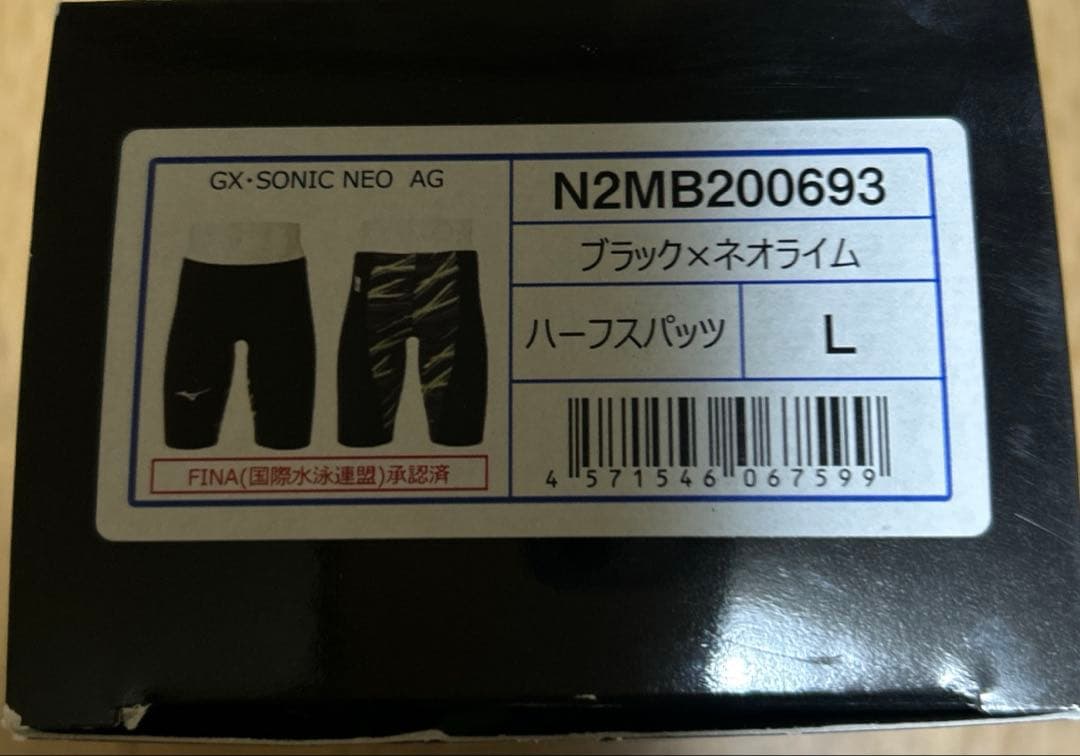 GX・SONIC NEO AG
FINA(国際水泳連盟)承認済
N2MB200693
ブラック×ネオライム
ハーフスパッツ
L
4 571546 067599